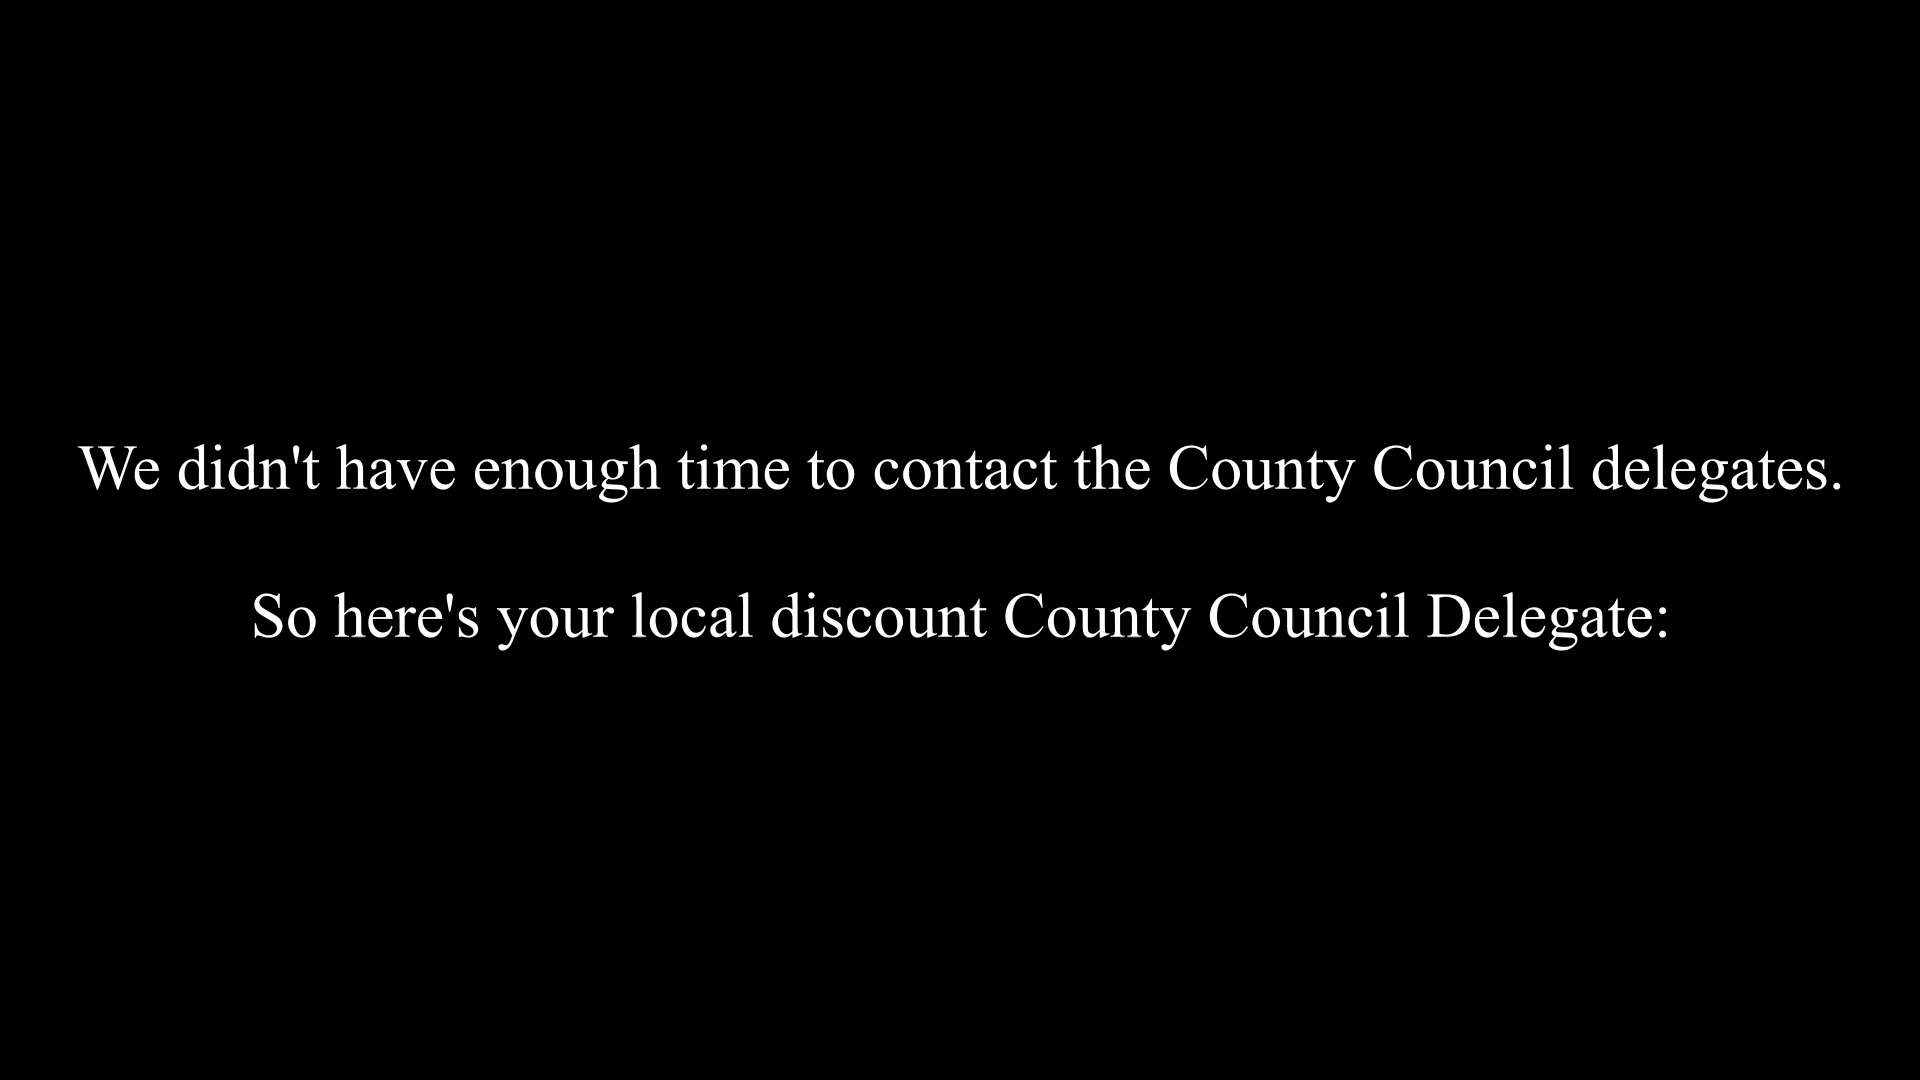 We didn't have enough time to contact the County Council delegates.
So here's your local discount County Council Delegate: